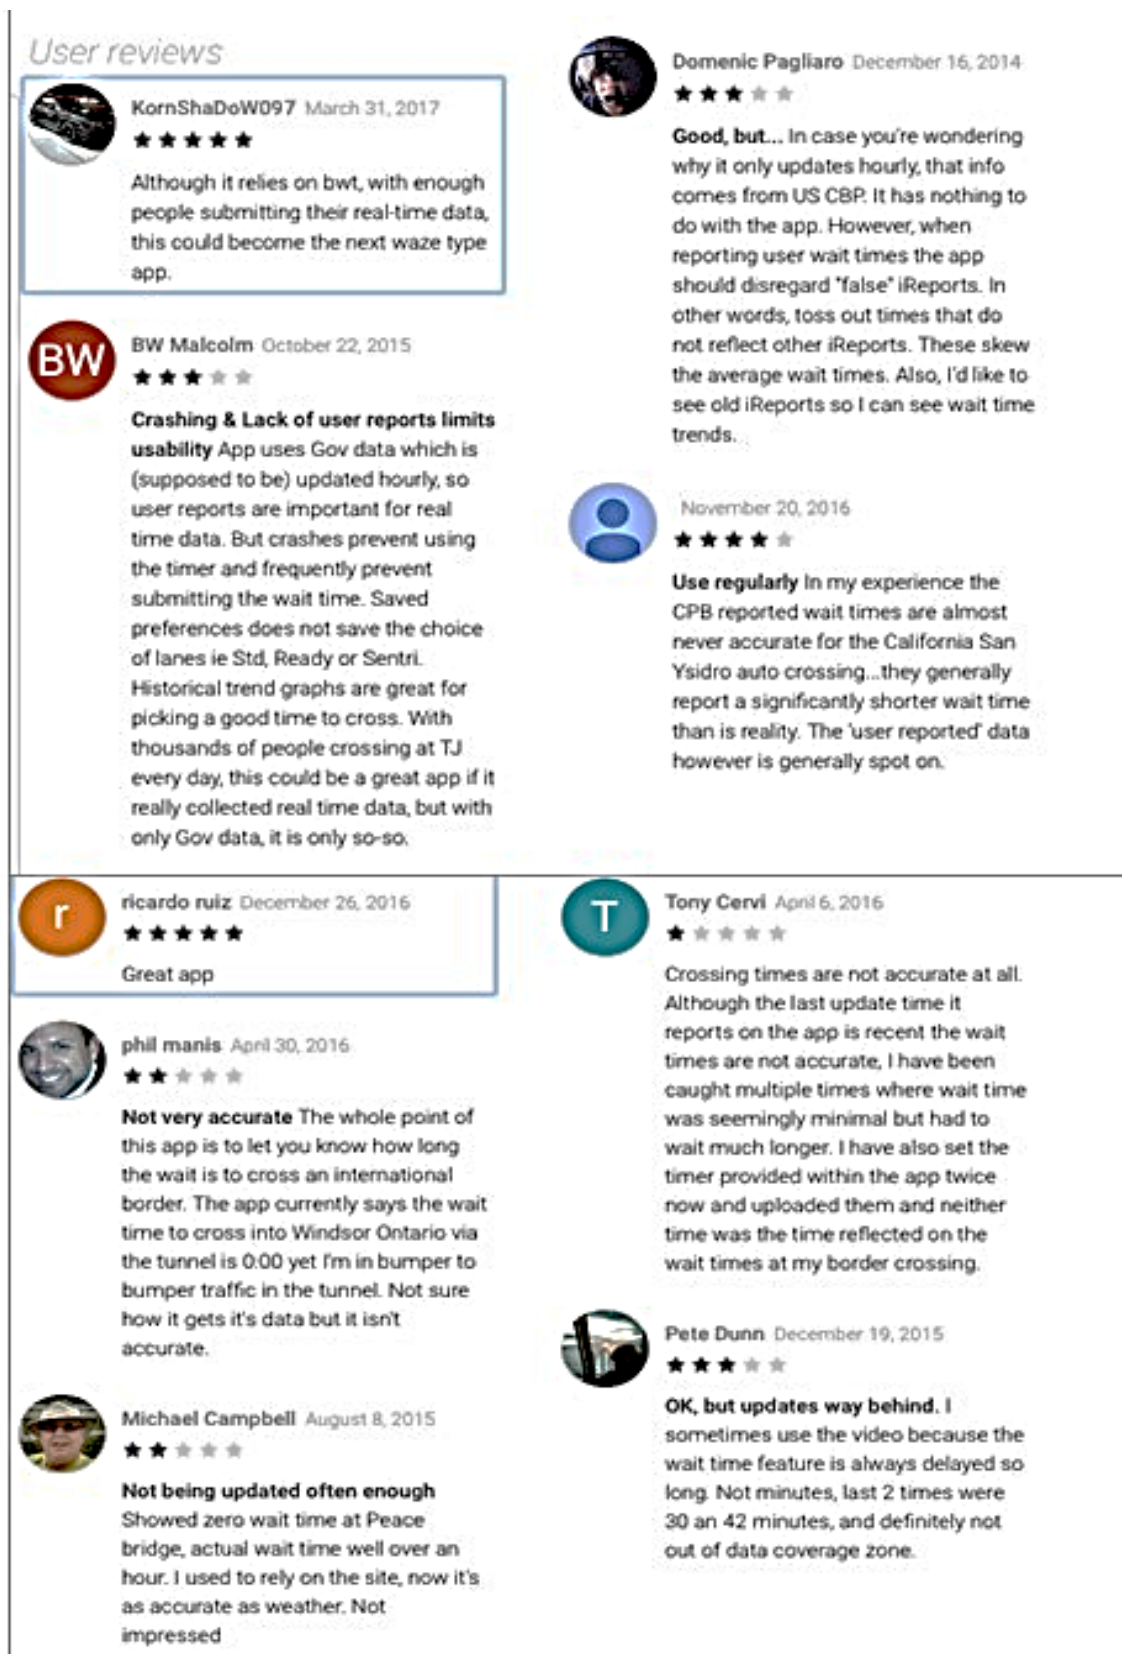 User reviews
KornShaDoW097 March 31, 2017
Although it relies on bwt, with enough
people submitting their real-time data,
this could become the next waze type
app.
BW
BW Malcolm October 22, 2015
Crashing & Lack of user reports limits
usability App uses Gov data which is
(supposed to be) updated hourly, so
user reports are important for real
time data. But crashes prevent using
the timer and frequently prevent
submitting the wait time. Saved
preferences does not save the choice
of lanes ie Std, Ready or Sentri.
Historical trend graphs are great for
picking a good time to cross. With
thousands of people crossing at TJ
every day, this could be a great app if it
really collected real time data, but with
only Gov data, it is only so-so.
Domenic Pagliaro December 16, 2014
Good, but... In case you're wondering
why it only updates hourly, that info
comes from US CBP. It has nothing to
do with the app. However, when
reporting user wait times the app
should disregard "false" iReports. In
other words, toss out times that do
not reflect other iReports. These skew
the average wait times. Also, I'd like to
see old iReports so I can see wait time
trends.
November 20, 2016
Use regularly In my experience the
CPB reported wait times are almost
never accurate for the California San
Ysidro auto crossing...they generally
report a significantly shorter wait time
than is reality. The 'user reported' data
however is generally spot on.
r
ricardo ruiz December 26, 2016
Great app
phil manis April 30, 2016
Not very accurate The whole point of
this app is to let you know how long
the wait is to cross an international
border. The app currently says the wait
time to cross into Windsor Ontario via
the tunnel is 0:00 yet I'm in bumper to
bumper traffic in the tunnel. Not sure
how it gets it's data but it isn't
accurate.
Michael Campbell August 8, 2015
Not being updated often enough
Showed zero wait time at Peace
bridge, actual wait time well over an
hour. I used to rely on the site, now it's
as accurate as weather. Not
impressed
T
Tony Cervi April 6, 2016
Crossing times are not accurate at all.
Although the last update time it
reports on the app is recent the wait
times are not accurate, I have been
caught multiple times where wait time
was seemingly minimal but had to
wait much longer. I have also set the
timer provided within the app twice
now and uploaded them and neither
time was the time reflected on the
wait times at my border crossing.
Pete Dunn December 19, 2015
OK, but updates way behind. I
sometimes use the video because the
wait time feature is always delayed so
long. Not minutes, last 2 times were
30 an 42 minutes, and definitely not
out of data coverage zone.